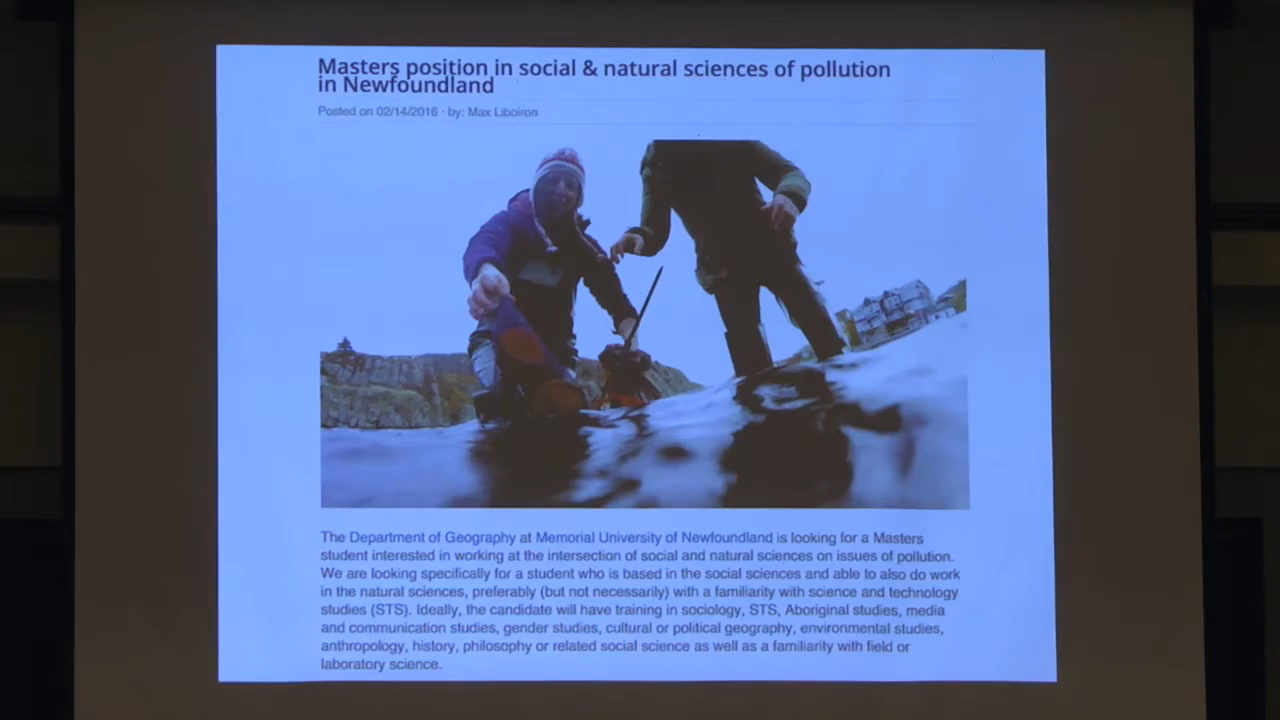 Masters position in social & natural sciences of pollution
in Newfoundland
Posted on 02/14/2016 · by: Max Liboiron
The Department of Geography at Memorial University of Newfoundland is looking for a Masters
student interested in working at the intersection of social and natural sciences on issues of pollution.
We are looking specifically for a student who is based in the social sciences and able to also do work
in the natural sciences, preferably (but not necessarily) with a familiarity with science and technology
studies (STS). Ideally, the candidate will have training in sociology, STS, Aboriginal studies, media
and communication studies, gender studies, cultural or political geography, environmental studies,
anthropology, history, philosophy or related social science as well as a familiarity with field or
laboratory science.